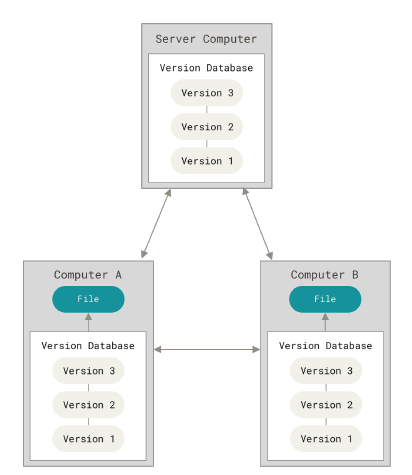 Server Computer
Version Database
Version 3
Version 2
Version 1
Computer A
File
Version Database
Version 3
Version 2
Version 1
Computer B
File
Version Database
Version 3
Version 2
Version 1